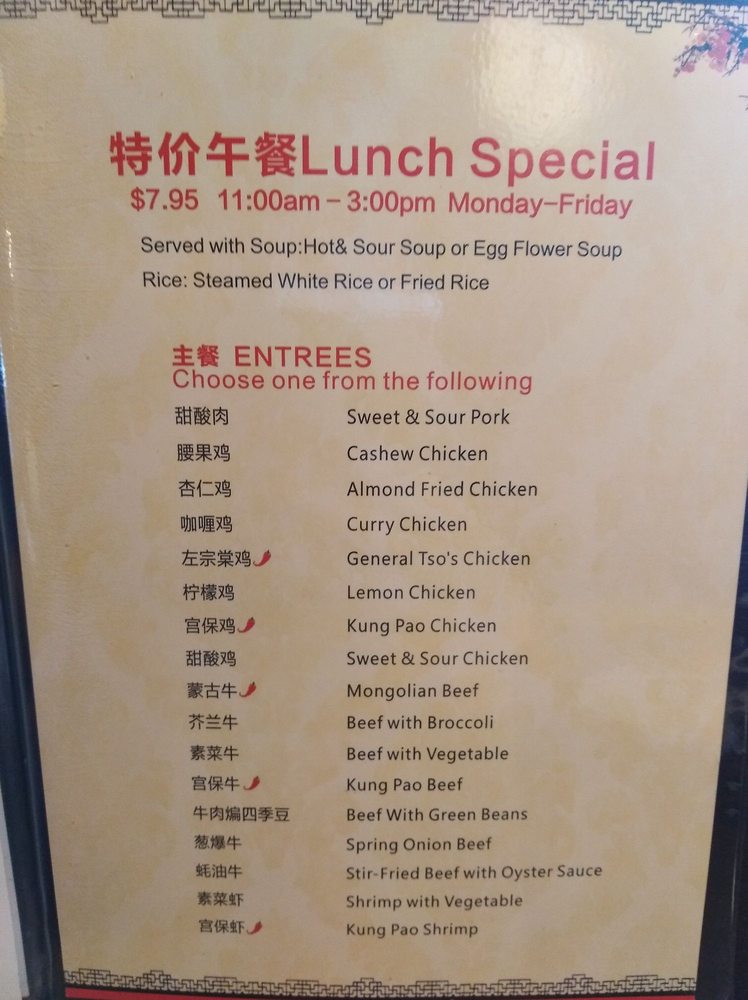 特价午餐Lunch Special
$7.95 11:00am-3:00pm Monday-Friday
Served with Soup:Hot& Sour Soup or Egg Flower Soup
Rice: Steamed White Rice or Fried Rice
主餐 ENTREES
Choose one from the following
甜酸肉 Sweet & Sour Pork
腰果鸡 Cashew Chicken
杏仁鸡 Almond Fried Chicken
咖喱鸡 Curry Chicken
左宗棠鸡 General Tso's Chicken
柠檬鸡 Lemon Chicken
宫保鸡 Kung Pao Chicken
甜酸鸡 Sweet & Sour Chicken
蒙古牛 Mongolian Beef
芥兰牛 Beef with Broccoli
素菜牛 Beef with Vegetable
宫保牛 Kung Pao Beef
牛肉煸四季豆 Beef With Green Beans
葱爆牛 Spring Onion Beef
蚝油牛 Stir-Fried Beef with Oyster Sauce
素菜虾 Shrimp with Vegetable
宫保虾 Kung Pao Shrimp